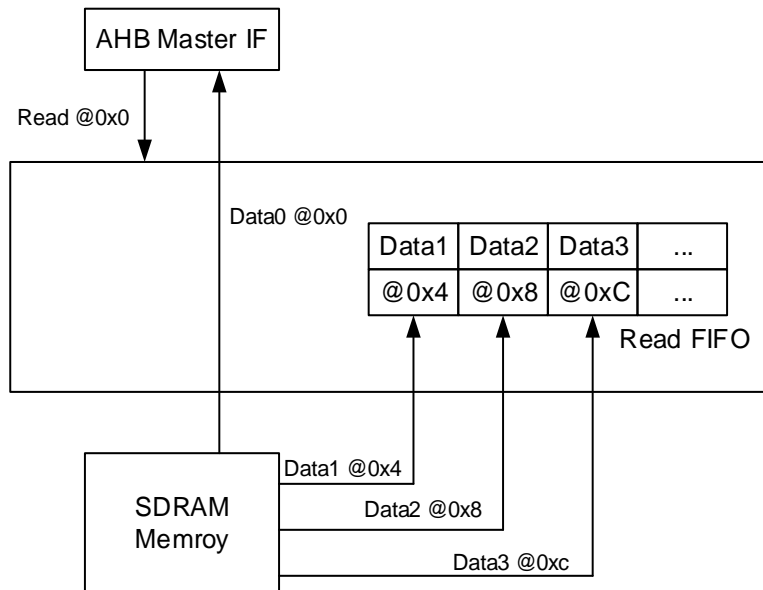 AHB Master IF
Read @0x0
Data0 @0x0
Data1 Data2 Data3 ...
@0x4 @0x8 @0xC ...
Read FIFO
Data1 @0x4
SDRAM
Memroy
Data2 @0x8
Data3 @0xc